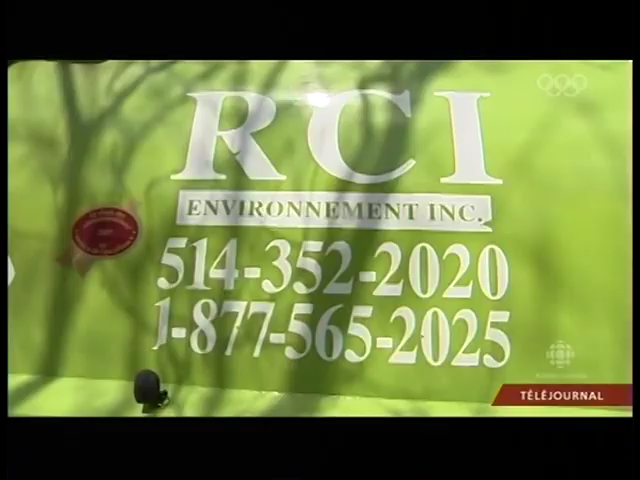 RCI
ENVIRONNEMENT INC.
514-352-2020
1-877-565-2025
TÉLÉJOURNAL